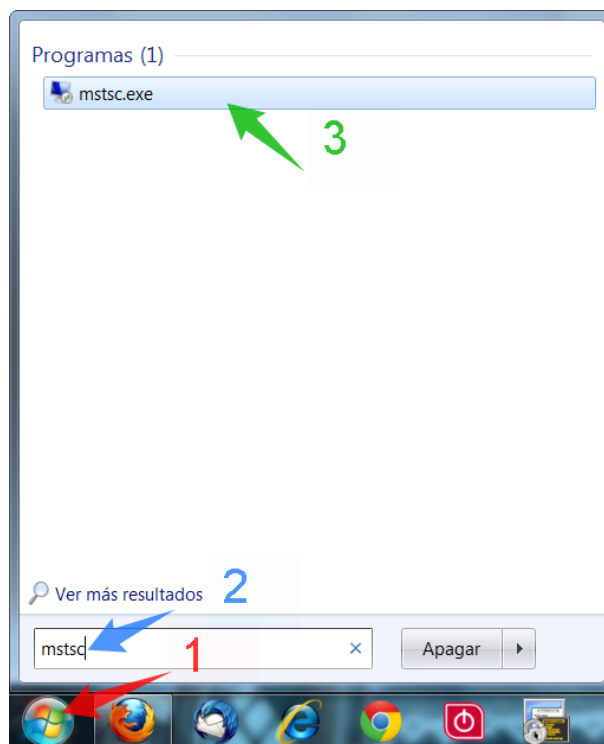 Programas (1)
mstsc.exe
3
Ver más resultados
2
mstsc
Apagar
1